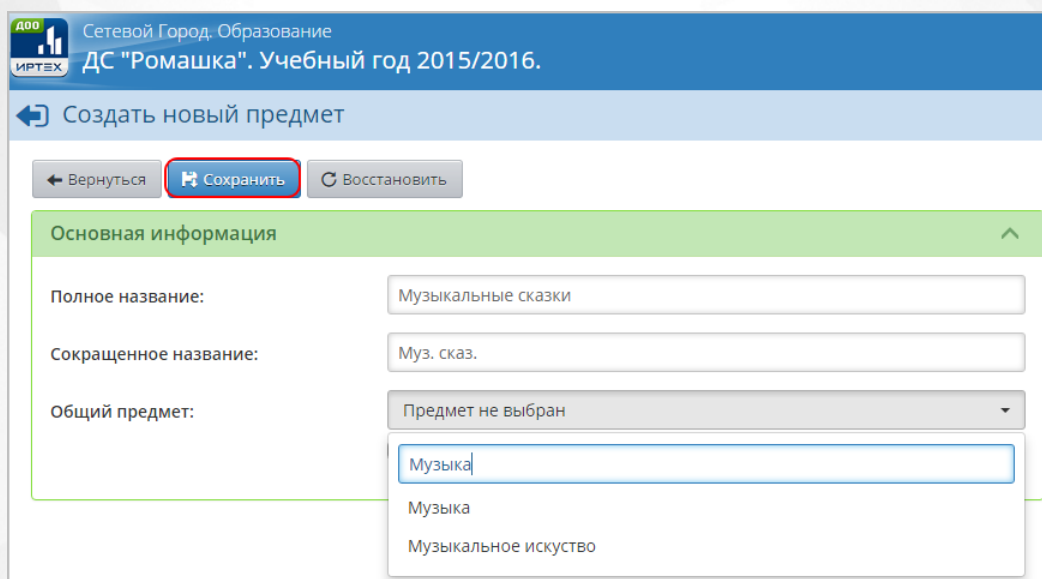 ДОО
ИРТЕХ
Сетевой Город. Образование
ДС "Ромашка". Учебный год 2015/2016.
Создать новый предмет
Вернуться
Сохранить
Восстановить
Основная информация
Полное название:
Музыкальные сказки
Сокращенное название:
Муз. сказ.
Общий предмет:
Предмет не выбран
Музыка
Музыка
Музыкальное искуство